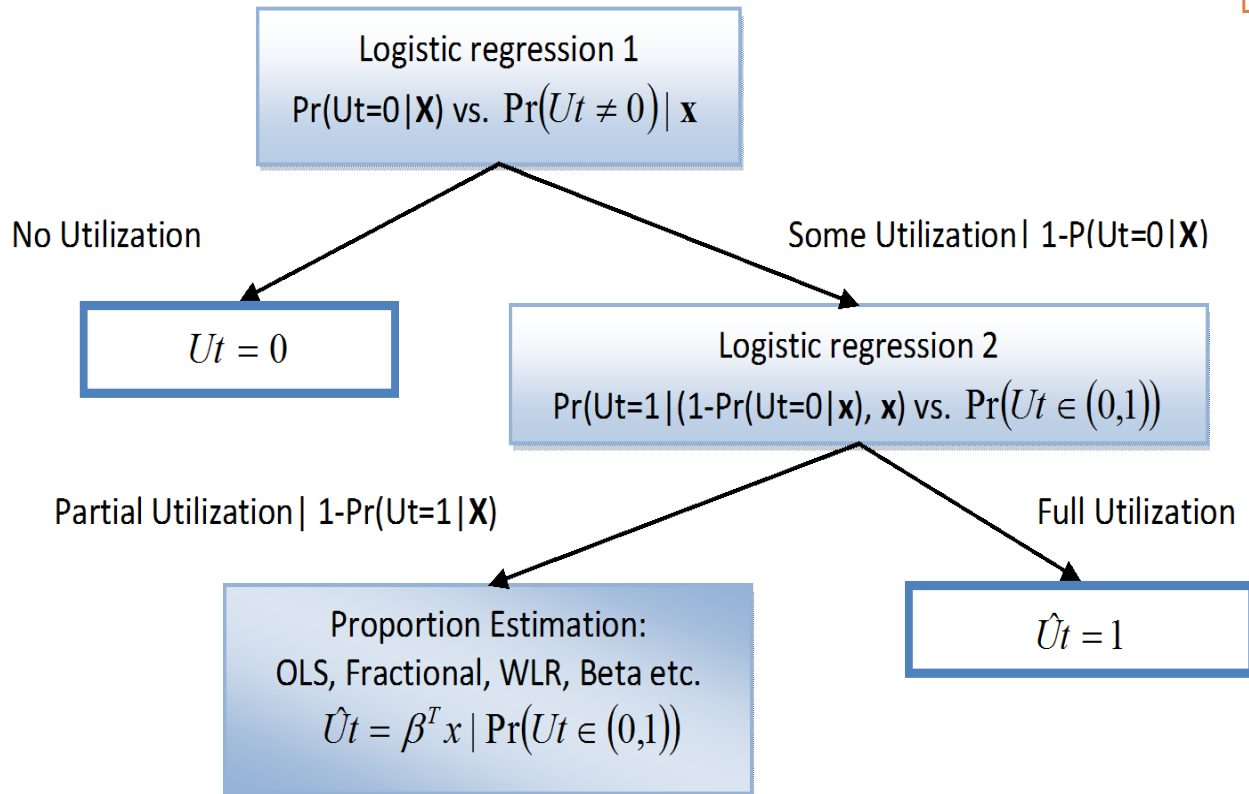 Logistic regression 1
Pr(Ut=0|X) vs. Pr(Ut ≠ 0) | x
No Utilization
Some Utilization| 1-P(Ut=0|X)
Ut = 0
Logistic regression 2
Pr(Ut=1|(1-Pr(Ut=0|x), x) vs. Pr(Ut ∈ (0,1))
Partial Utilization| 1-Pr(Ut=1|X)
Full Utilization
Proportion Estimation:
OLS, Fractional, WLR, Beta etc.
Ût = β^T x | Pr(Ut ∈ (0,1))
Ût = 1